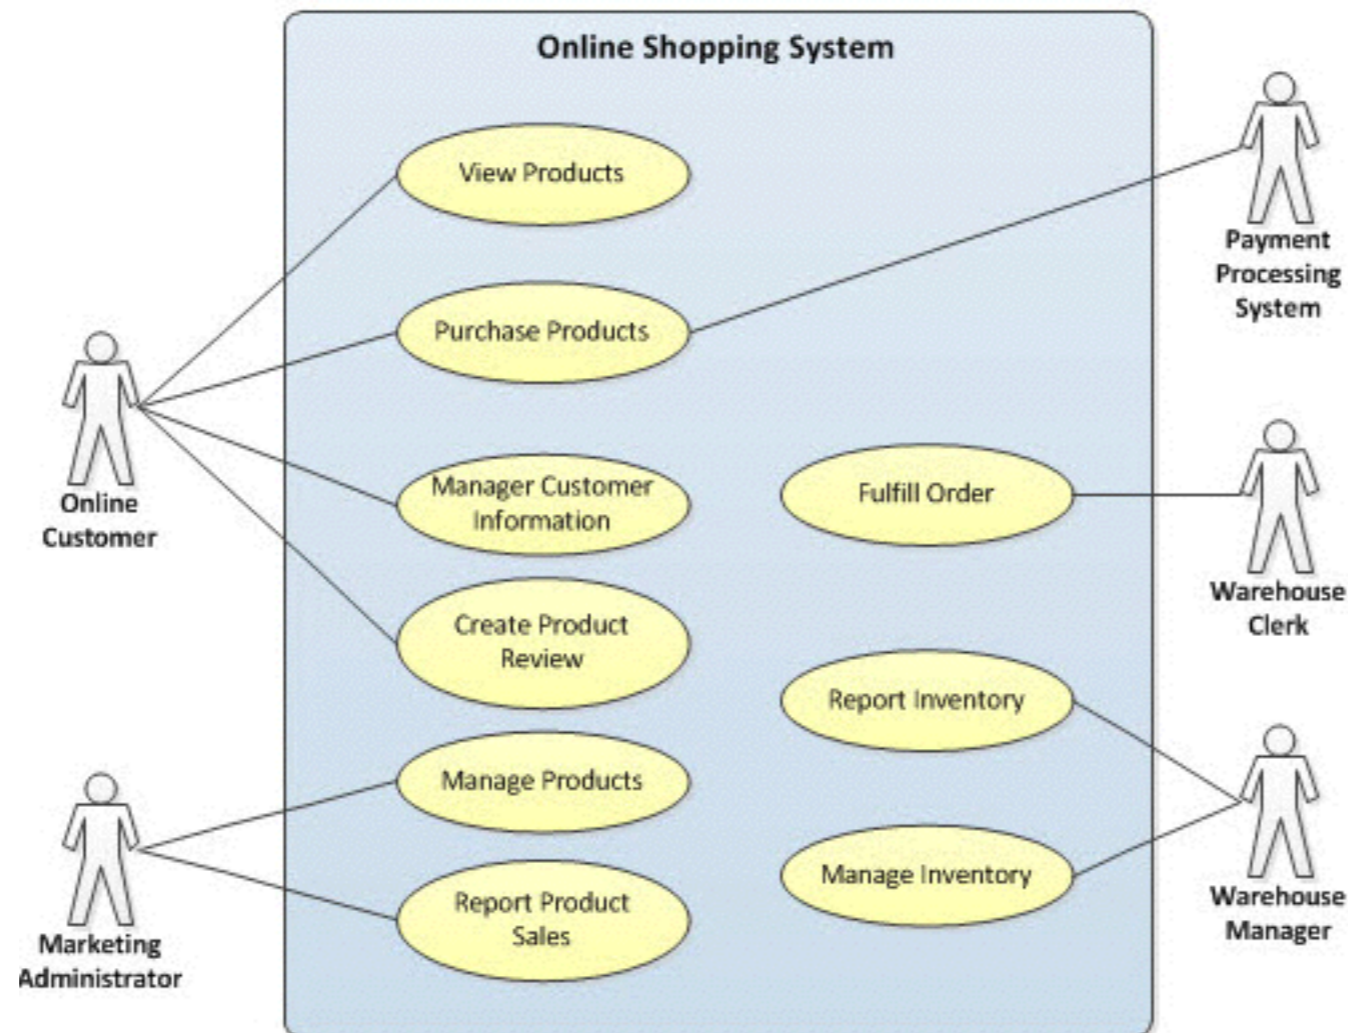 Online Shopping System
View Products
Purchase Products
Manager Customer
Information
Create Product
Review
Manage Products
Report Product
Sales
Fulfill Order
Report Inventory
Manage Inventory
Online
Customer
Marketing
Administrator
Payment
Processing
System
Warehouse
Clerk
Warehouse
Manager